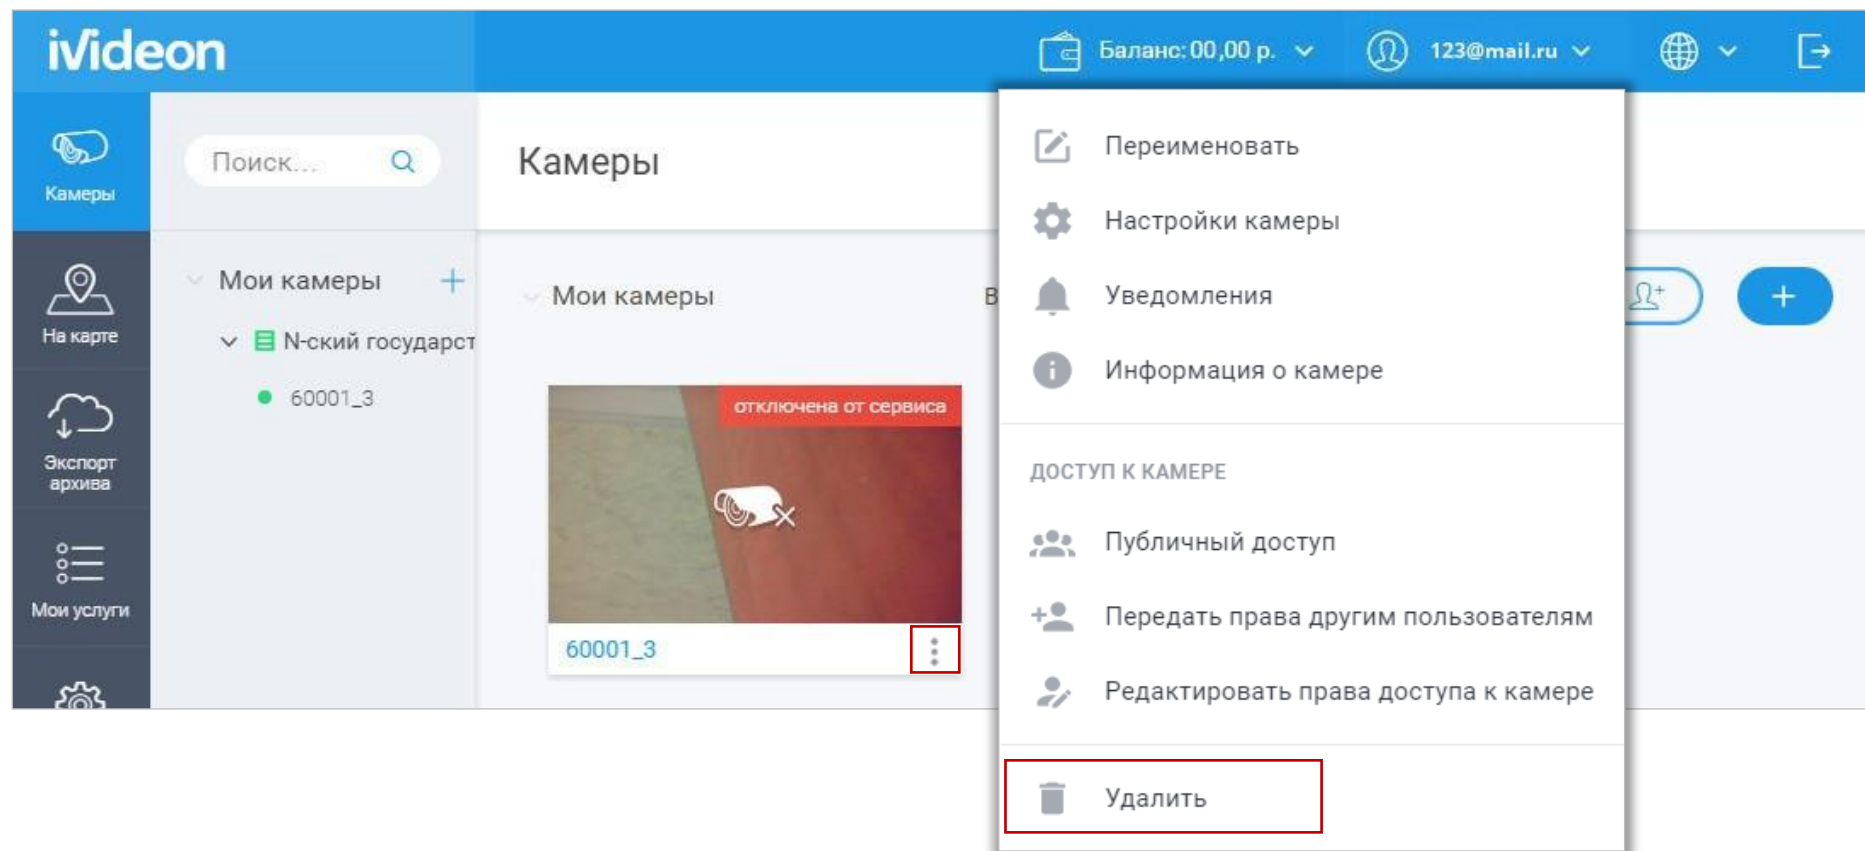 iVideon
Баланс: 00,00 р.
123@mail.ru
Камеры
Поиск...
Камеры
На карте
Экспорт
архива
Мои услуги
Мои камеры
N-ский государст
60001_3
Мои камеры
В
отключена от сервиса
60001_3
Переименовать
Настройки камеры
Уведомления
Информация о камере
ДОСТУП К КАМЕРЕ
Публичный доступ
Передать права другим пользователям
Редактировать права доступа к камере
Удалить